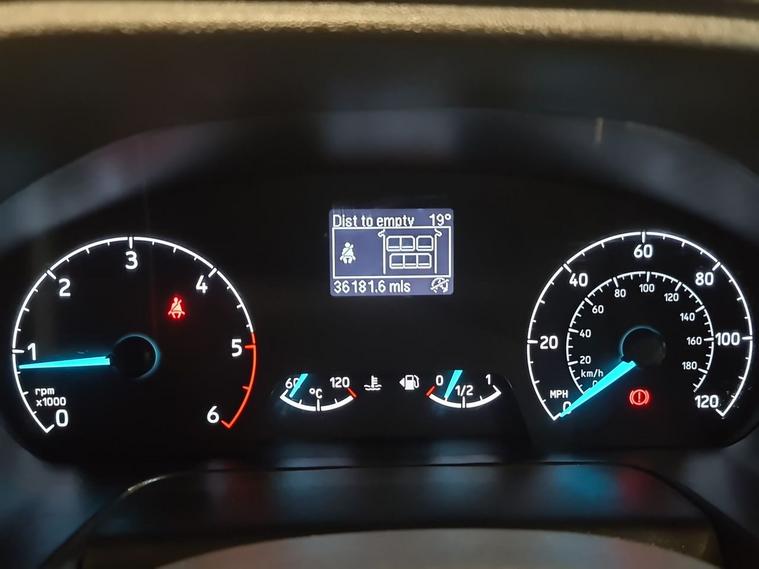 Dist to empty 19°
36181.6 mls
0 1 2 3 4 5 6
rpm
x1000
60 120
°C
0 1/2 1
0 20 40 60 80 100 120
MPH
0 20 40 60 80 100 120 140 160 180
km/h